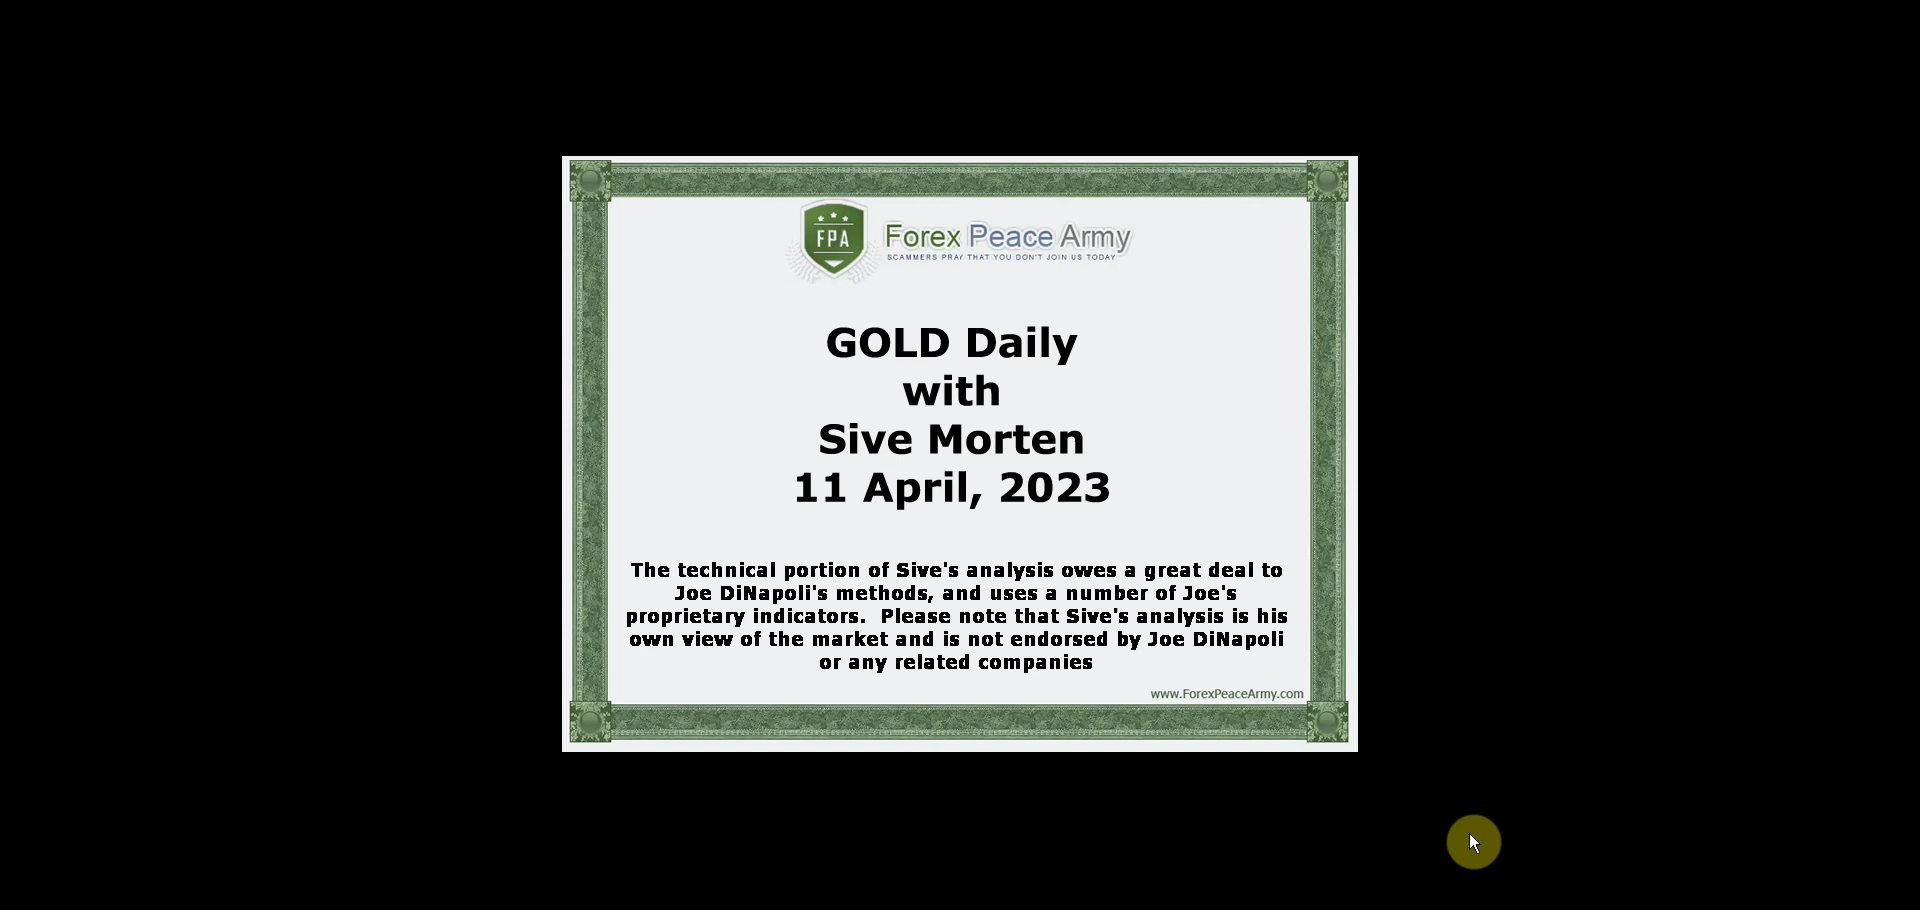 FPA
Forex Peace Army
SCAMMERS PRAY THAT YOU DON'T JOIN US TODAY
GOLD Daily
with
Sive Morten
11 April, 2023
The technical portion of Sive's analysis owes a great deal to
Joe DiNapoli's methods, and uses a number of Joe's
proprietary indicators.  Please note that Sive's analysis is his
own view of the market and is not endorsed by Joe DiNapoli
or any related companies
www.ForexPeaceArmy.com